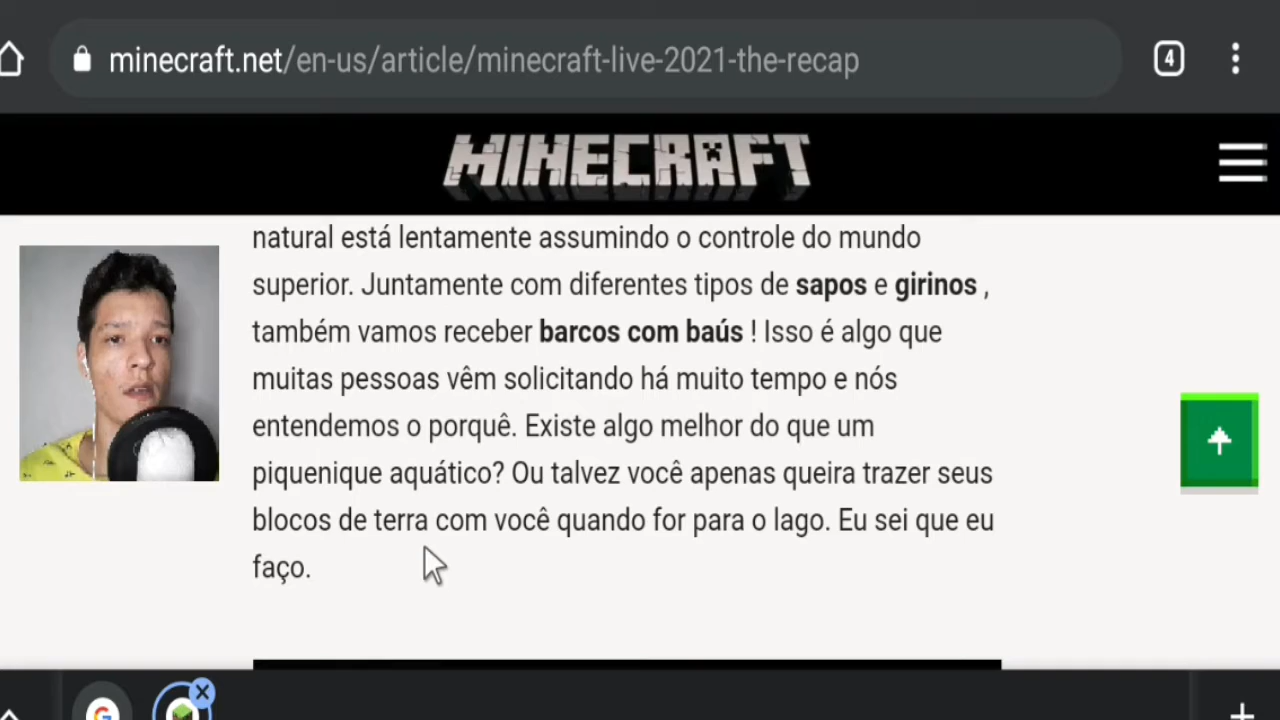 minecraft.net/en-us/article/minecraft-live-2021-the-recap
4
MINECRAFT
natural está lentamente assumindo o controle do mundo
superior. Juntamente com diferentes tipos de sapos e girinos ,
também vamos receber barcos com baús ! Isso é algo que
muitas pessoas vêm solicitando há muito tempo e nós
entendemos o porquê. Existe algo melhor do que um
piquenique aquático? Ou talvez você apenas queira trazer seus
blocos de terra com você quando for para o lago. Eu sei que eu
faço.